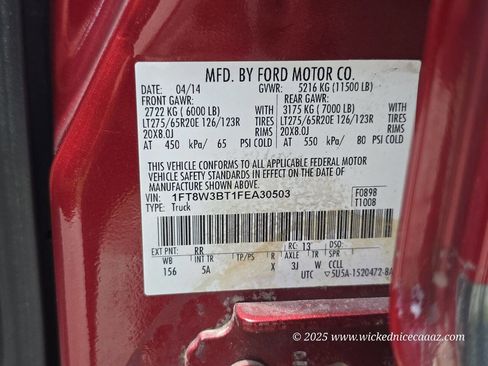 MFD. BY FORD MOTOR CO.
DATE: 04/14 GVWR: 5216 KG (11500 LB)
FRONT GAWR: REAR GAWR:
2722 KG ( 6000 LB) WITH 3175 KG ( 7000 LB) WITH
LT275/65R20E 126/123R TIRES LT275/65R20E 126/123R TIRES
20X8.0J RIMS 20X8.0J RIMS
AT 450 kPa/ 65 PSI COLD AT 550 kPa/ 80 PSI COLD
THIS VEHICLE CONFORMS TO ALL APPLICABLE FEDERAL MOTOR
VEHICLE SAFETY STANDARDS IN EFFECT ON THE DATE OF
MANUFACTURE SHOWN ABOVE.
VIN: 1FT8W3BT1FEA30503 F0898
TYPE: Truck T1008
EXT PNT: RR RC: 13 DSO:
WB INT TR TP/PS R AXLE TR SPR
156 5A X 3J W CCLL
UTC ▽5U5A-1520472-BA
© 2025 www.wickednicecaaaz.com